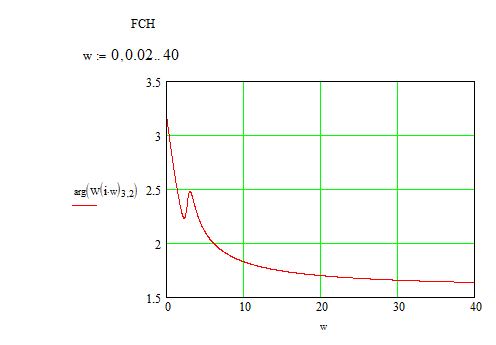 FCH
w := 0,0.02.. 40
3.5
3
arg(W(i·w)3,2) 2.5
2
1.5
0 10 20 30 40
w